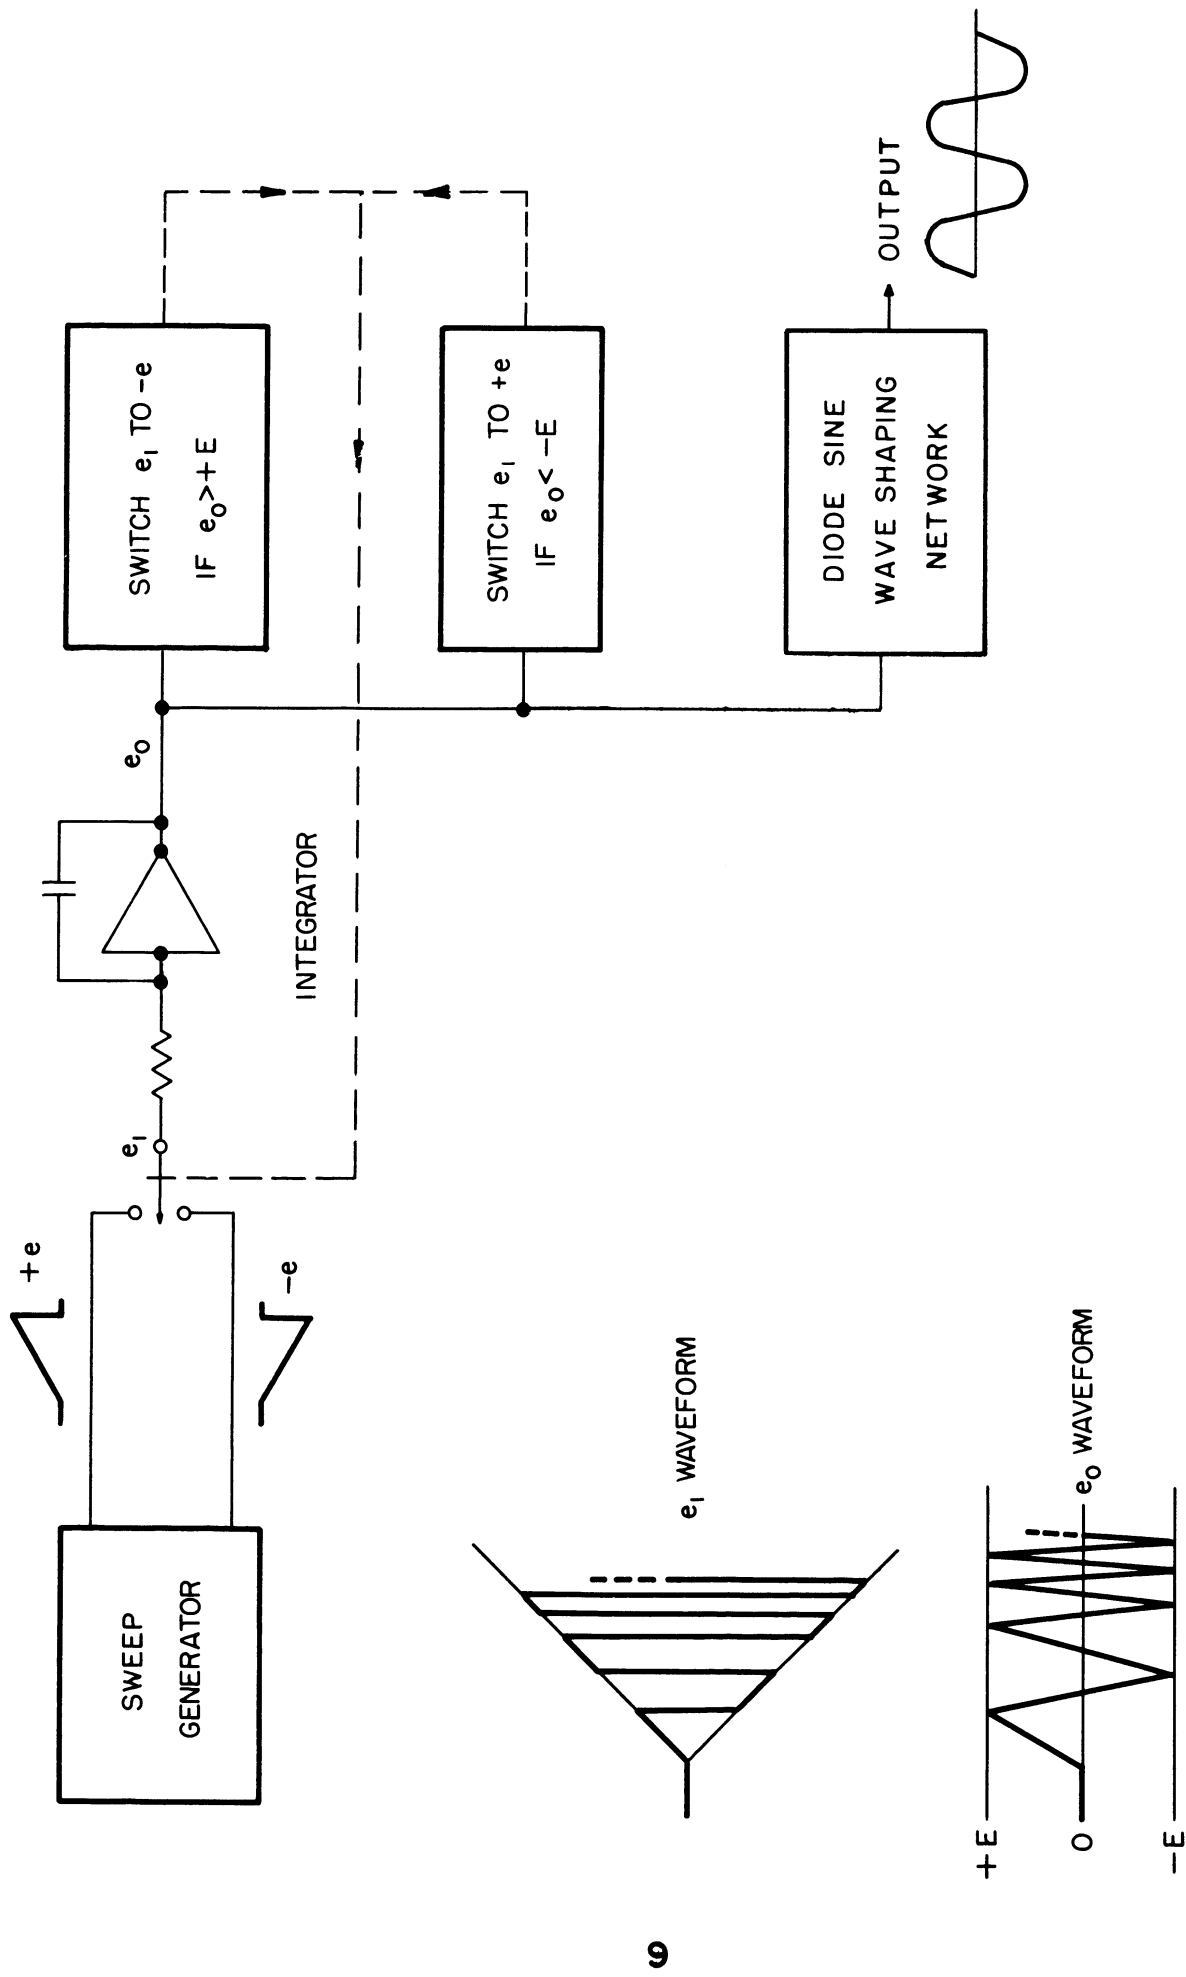 SWEEP
GENERATOR
+e
-e
e₁
INTEGRATOR
e₀
SWITCH e₁ TO -e
IF e₀>+E
SWITCH e₁ TO +e
IF e₀< -E
DIODE SINE
WAVE SHAPING
NETWORK
OUTPUT
e₁ WAVEFORM
+E
0
-E
e₀ WAVEFORM
9